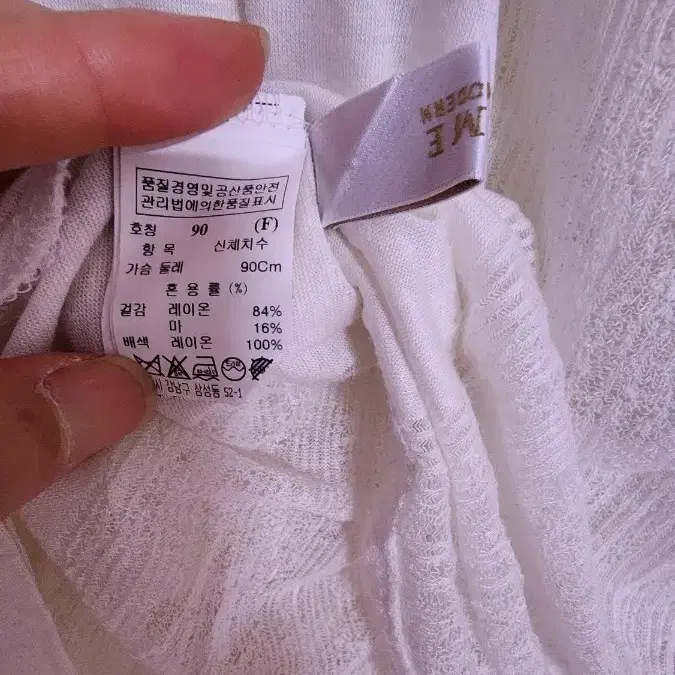 품질경영및공산품안전
관리법에의한품질표시
호칭 90 (F)
항 목 신체치수
가슴 둘레 90Cm
혼 용 률 (%)
겉감 레이온 84%
마 16%
배색 레이온 100%
시 강남구 삼성동 52-1
ME
MODERN